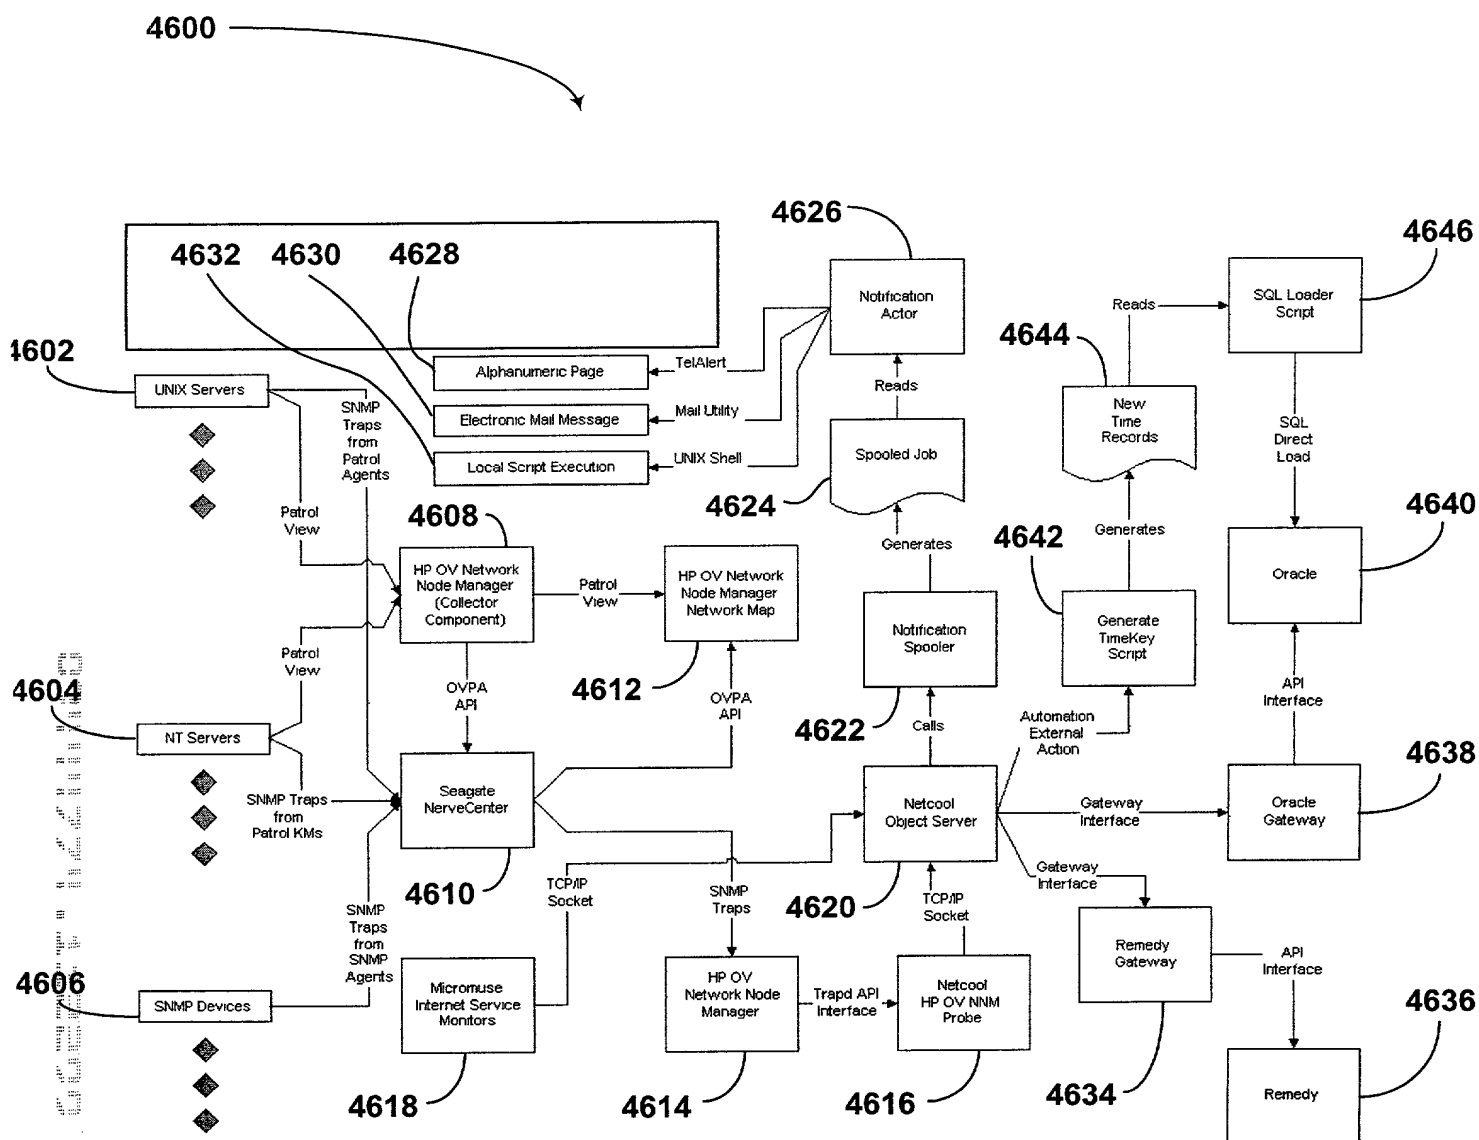 4600
4626
4646
4632
4630
4628
Notification
Actor
SQL Loader
Script
Reads
4602
4644
TelAlert
Alphanumeric Page
UNIX Servers
SNMP
Traps
from
Patrol
Agents
Reads
New
Time
Records
Mail Utility
Electronic Mail Message
SQL
Direct
Load
UNIX Shell
Local Script Execution
Spooled Job
4624
4608
4640
Patrol
View
Generates
4642
Generates
HP OV Network
Node Manager
(Collector
Component)
Patrol
View
HP OV Network
Node Manager
Network Map
Oracle
Notification
Spooler
Generate
TimeKey
Script
Patrol
View
4612
4604
OVPA
API
OVPA
API
API
Interface
4622
Calls
Automation
External
Action
NT Servers
4638
Seagate
NerveCenter
SNMP Traps
from
Patrol KMs
Netcool
Object Server
Gateway
Interface
Oracle
Gateway
4610
TCP/IP
Socket
SNMP
Traps
4620
TCP/IP
Socket
Gateway
Interface
SNMP
Traps
from
SNMP
Agents
Remedy
Gateway
API
Interface
4606
SNMP Devices
Micromuse
Internet Service
Monitors
HP OV
Network Node
Manager
Trapd API
Interface
Netcool
HP OV NNM
Probe
4636
4618
4614
4616
4634
Remedy